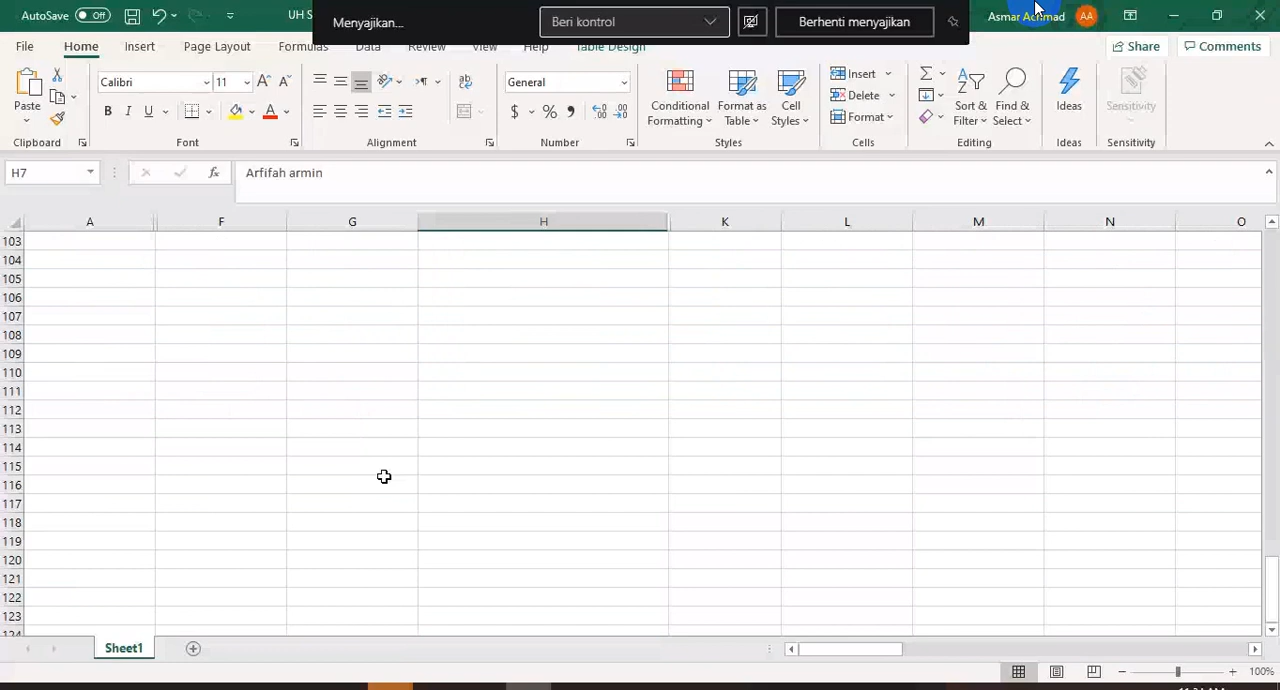 AutoSave Off UH S Menyajikan... Beri kontrol Berhenti menyajikan Asmar Achmad AA
File Home Insert Page Layout Formulas Data Review View Help Table Design Share Comments
Calibri 11 General Insert
Paste B I U $ % Conditional Formatting Format as Table Cell Styles Delete Format Sort & Filter Find & Select Ideas Sensitivity
Clipboard Font Alignment Number Styles Cells Editing Ideas Sensitivity
H7 fx Arfifah armin
A F G H K L M N O
103
104
105
106
107
108
109
110
111
112
113
114
115
116
117
118
119
120
121
122
123
124
Sheet1
100%